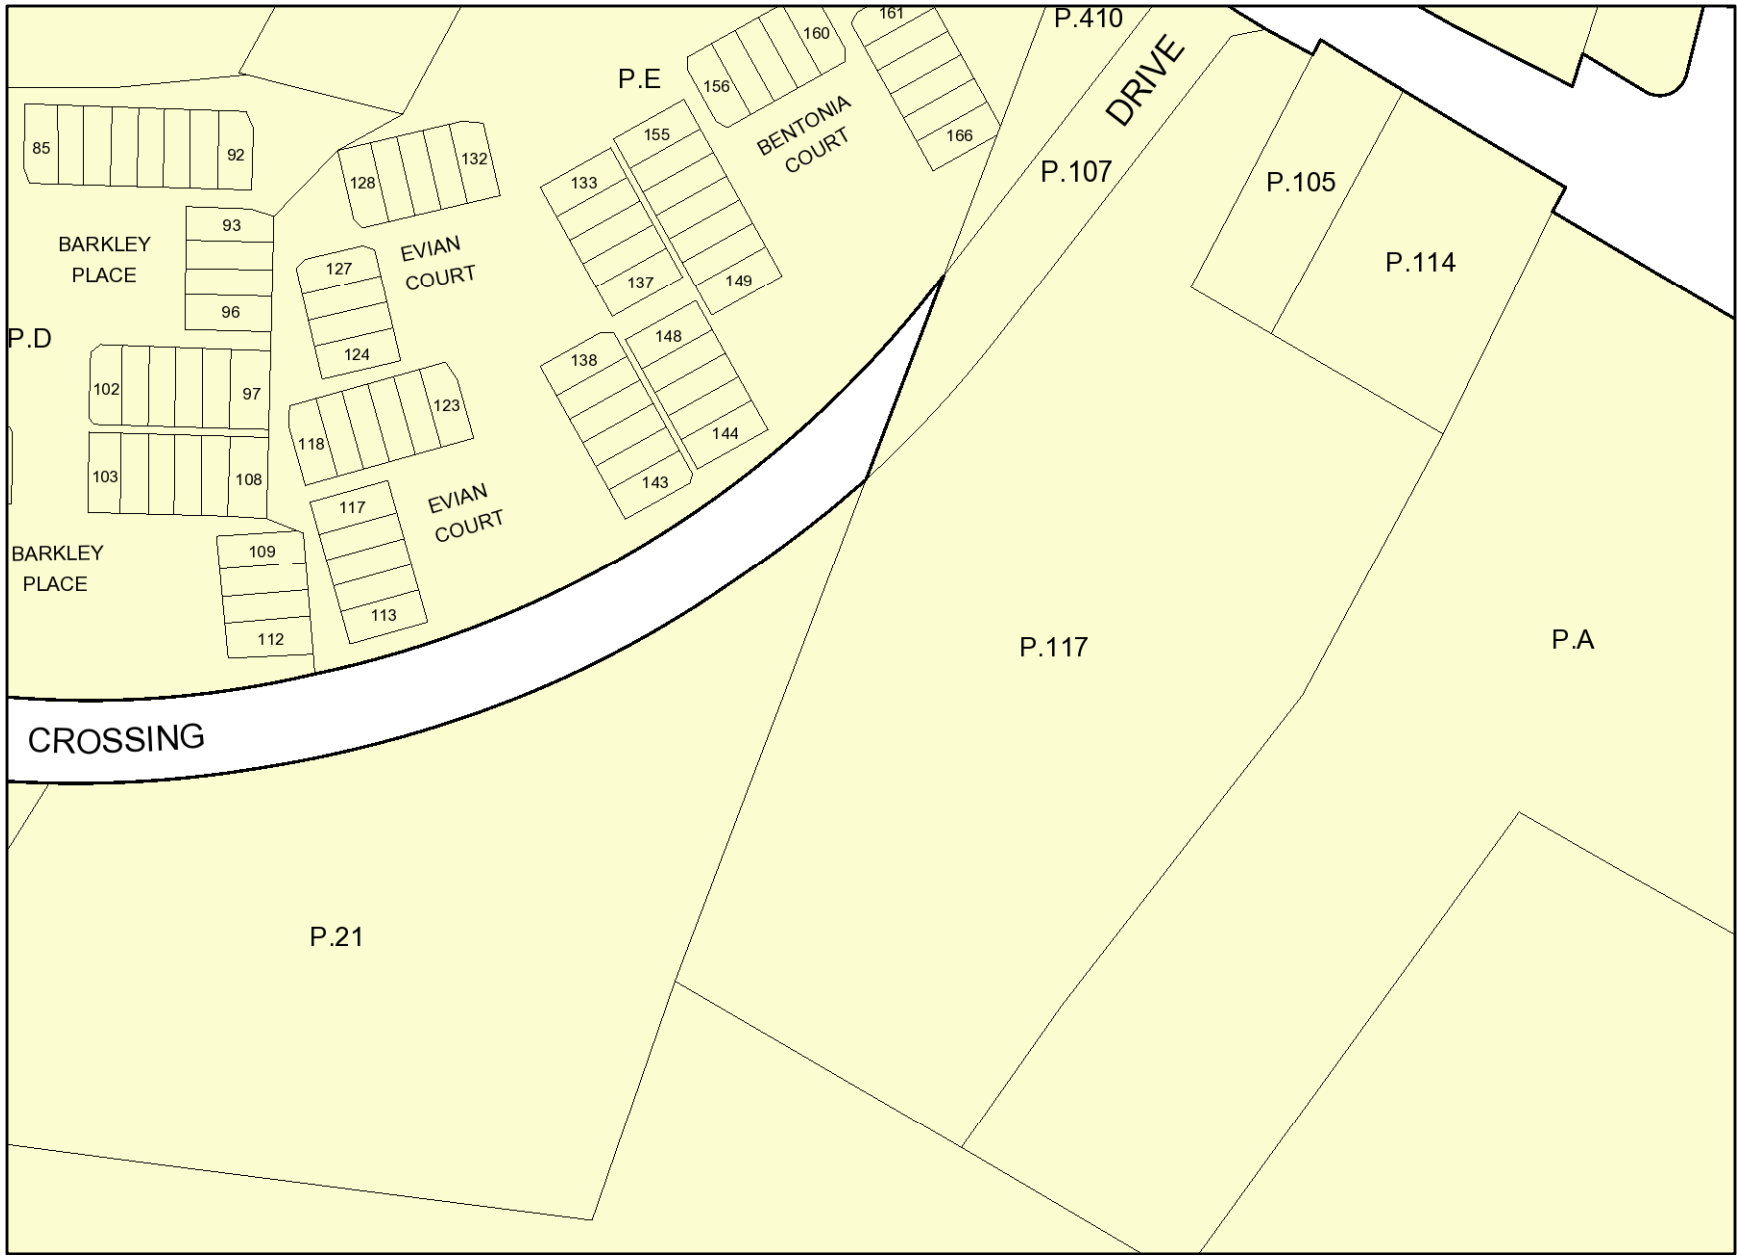 161
P.410
160
P.E
156
DRIVE
BENTONIA
COURT
155
166
85
92
128
132
133
P.107
P.105
93
BARKLEY
PLACE
EVIAN
COURT
127
137
149
P.114
96
P.D
124
138
148
102
97
123
118
144
103
108
143
117
EVIAN
COURT
109
BARKLEY
PLACE
113
112
P.117
P.A
CROSSING
P.21